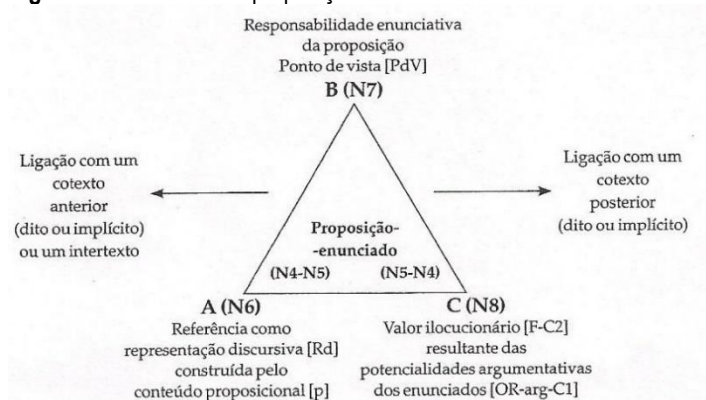 Responsabilidade enunciativa
da proposição
Ponto de vista [PdV]
B (N7)
Ligação com um
cotexto
anterior
(dito ou implícito)
ou um intertexto
Ligação com um
cotexto
posterior
(dito ou implícito)
Proposição-
-enunciado
(N4-N5) (N5-N4)
A (N6)
Referência como
representação discursiva [Rd]
construída pelo
conteúdo proposicional [p]
C (N8)
Valor ilocucionário [F-C2]
resultante das
potencialidades argumentativas
dos enunciados [OR-arg-C1]